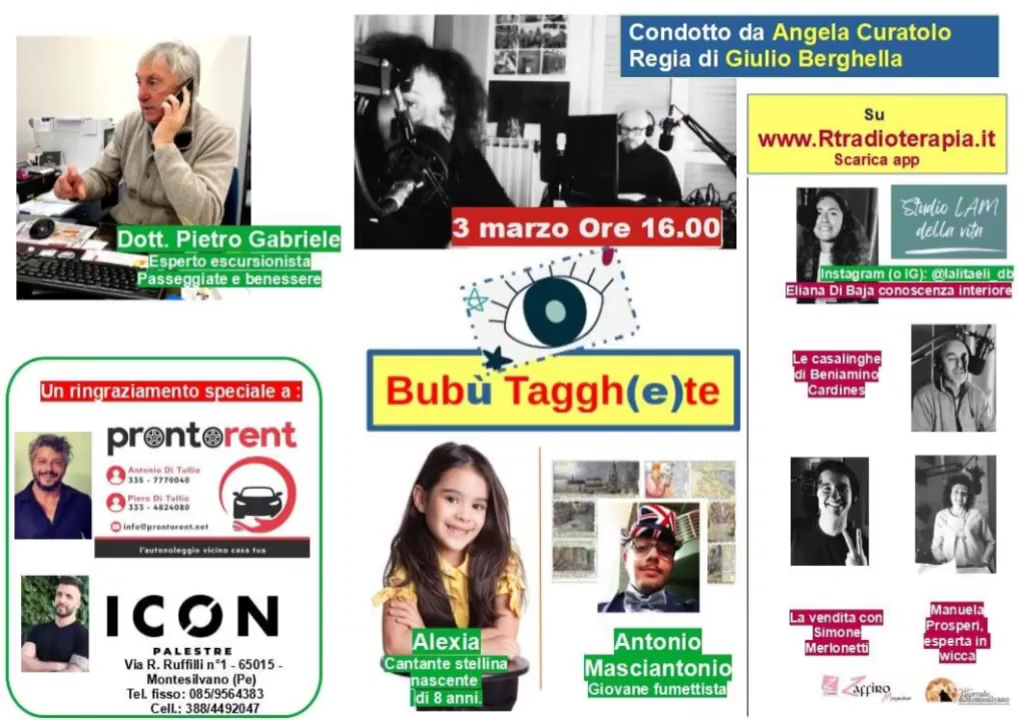 Condotto da Angela Curatolo
Regia di Giulio Berghella
Su
www.Rtradioterapia.it
Scarica app
3 marzo Ore 16.00
Dott. Pietro Gabriele
Esperto escursionista
Passeggiate e benessere
Studio LAM
della vita
Instagram (o IG): @lalitaeli_db
Eliana Di Baja conoscenza interiore
Bubù Taggh(e)te
Un ringraziamento speciale a :
prontorent
Antonio Di Tullio
335 - 7770040
Piero Di Tullio
333 - 4824080
info@prontorent.net
l'autonoleggio vicino casa tua
ICON
PALESTRE
Via R. Ruffilli n°1 - 65015 -
Montesilvano (Pe)
Tel. fisso: 085/9564383
Cell.: 388/4492047
Alexia
Cantante stellina
nascente
di 8 anni.
Antonio
Masciantonio
Giovane fumettista
Le casalinghe
di Beniamino
Cardines
La vendita con
Simone
Merlonetti
Manuela
Prosperi,
esperta in
wicca
Zaffiro
Magazine